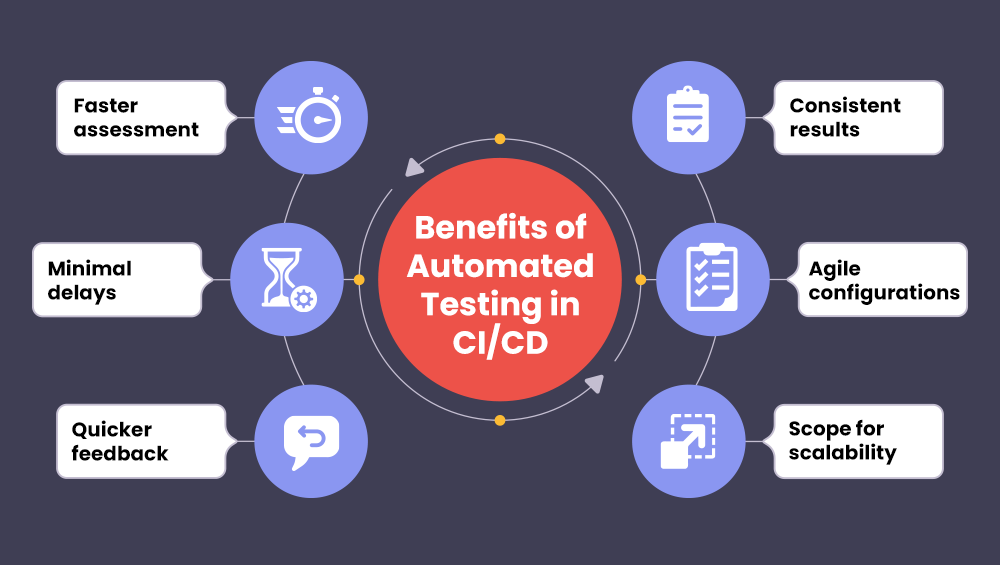 Benefits of
Automated
Testing in
CI/CD
Faster
assessment
Minimal
delays
Quicker
feedback
Consistent
results
Agile
configurations
Scope for
scalability